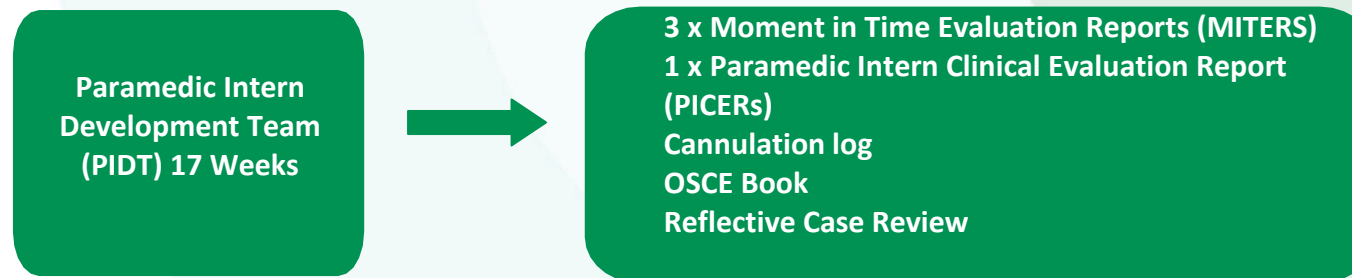 Paramedic Intern
Development Team
(PIDT) 17 Weeks
3 x Moment in Time Evaluation Reports (MITERS)
1 x Paramedic Intern Clinical Evaluation Report
(PICERs)
Cannulation log
OSCE Book
Reflective Case Review